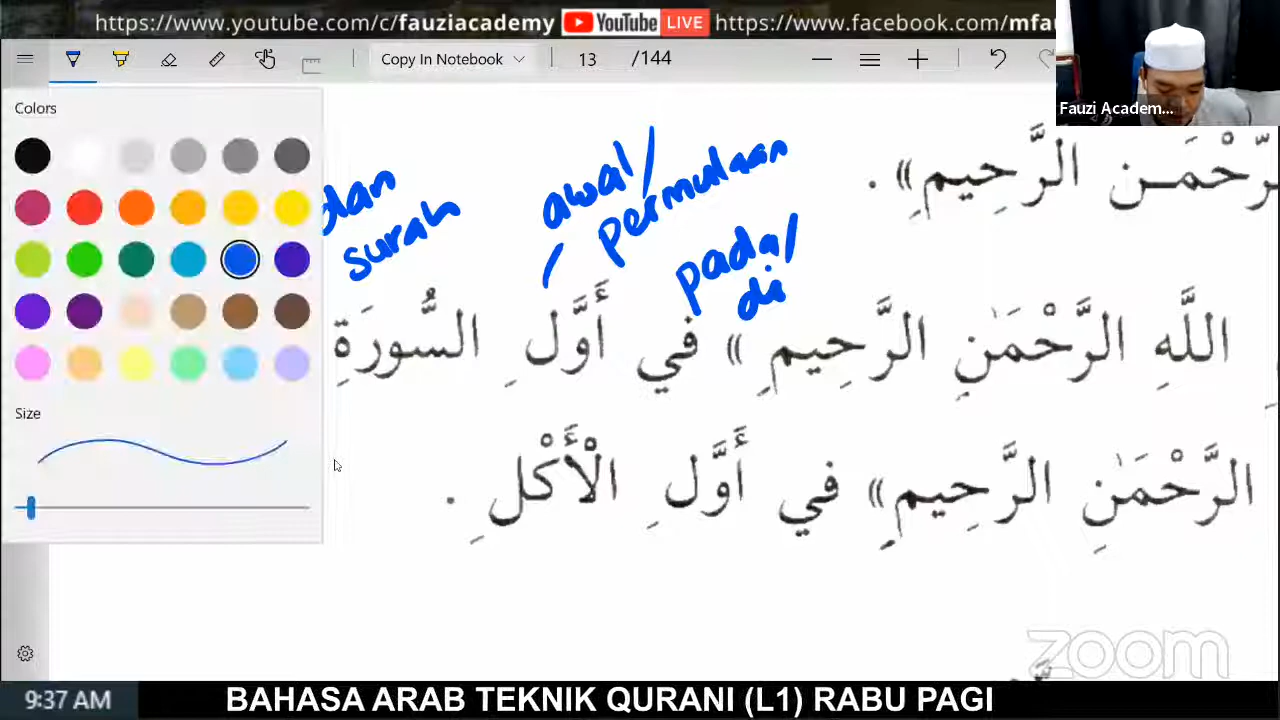 https://www.youtube.com/c/fauziacademy YouTube LIVE https://www.facebook.com/mfau
Copy In Notebook 13 /144
Fauzi Academ...
Colors
الرَّحْمَـٰنِ الرَّحِيمِ» .
dan
surah
awal/
permulaan
pada/
di
اللَّهِ الرَّحْمَٰنِ الرَّحِيمِ» فِي أَوَّلِ السُّورَةِ
Size
الرَّحْمَٰنِ الرَّحِيمِ» فِي أَوَّلِ الْأَكْلِ .
zoom
9:37 AM
BAHASA ARAB TEKNIK QURANI (L1) RABU PAGI